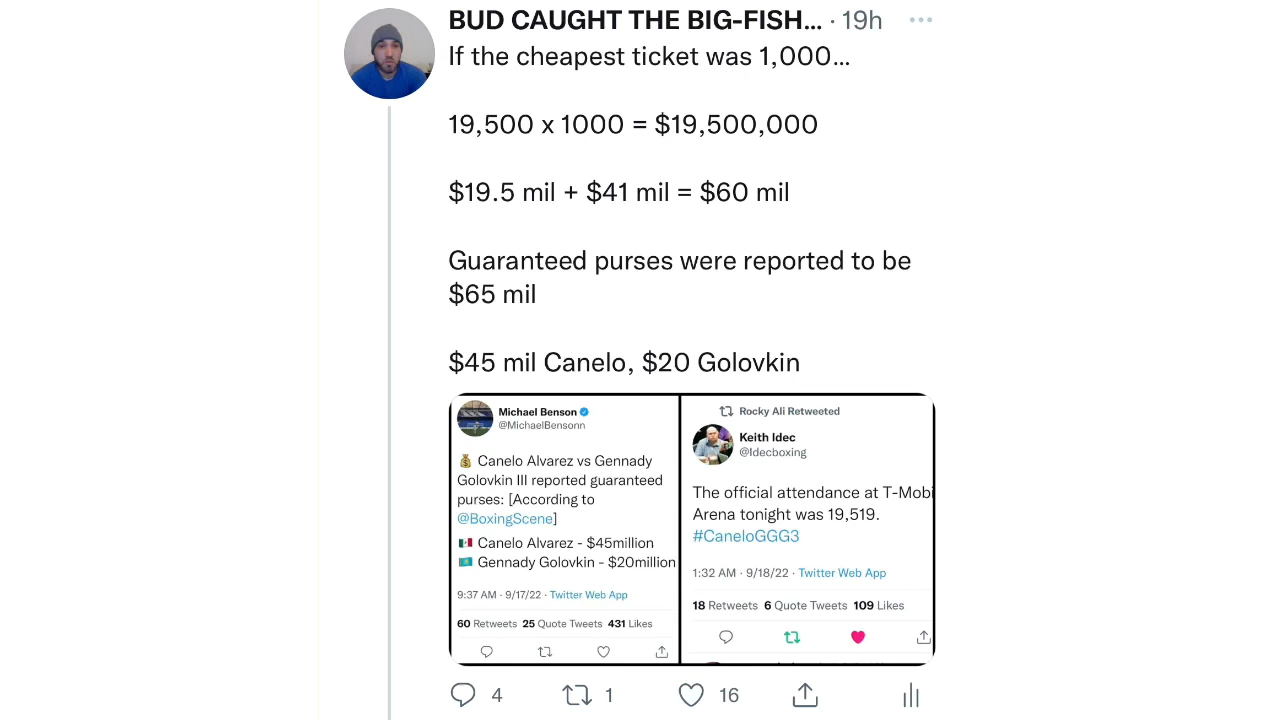 BUD CAUGHT THE BIG-FISH... · 19h
If the cheapest ticket was 1,000...
19,500 x 1000 = $19,500,000
$19.5 mil + $41 mil = $60 mil
Guaranteed purses were reported to be
$65 mil
$45 mil Canelo, $20 Golovkin
Michael Benson
@MichaelBensonn
💰 Canelo Alvarez vs Gennady
Golovkin III reported guaranteed
purses: [According to
@BoxingScene]
🇲🇽 Canelo Alvarez - $45million
🇰🇿 Gennady Golovkin - $20million
9:37 AM · 9/17/22 · Twitter Web App
60 Retweets 25 Quote Tweets 431 Likes
Rocky Ali Retweeted
Keith Idec
@Idecboxing
The official attendance at T-Mobi
Arena tonight was 19,519.
#CaneloGGG3
1:32 AM · 9/18/22 · Twitter Web App
18 Retweets 6 Quote Tweets 109 Likes
4 1 16